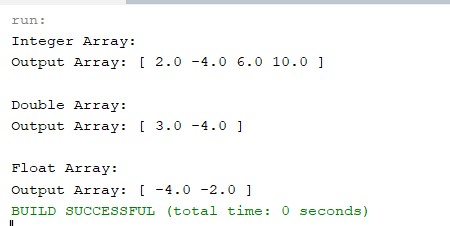 run:
Integer Array:
Output Array: [ 2.0 -4.0 6.0 10.0 ]
Double Array:
Output Array: [ 3.0 -4.0 ]
Float Array:
Output Array: [ -4.0 -2.0 ]
BUILD SUCCESSFUL (total time: 0 seconds)